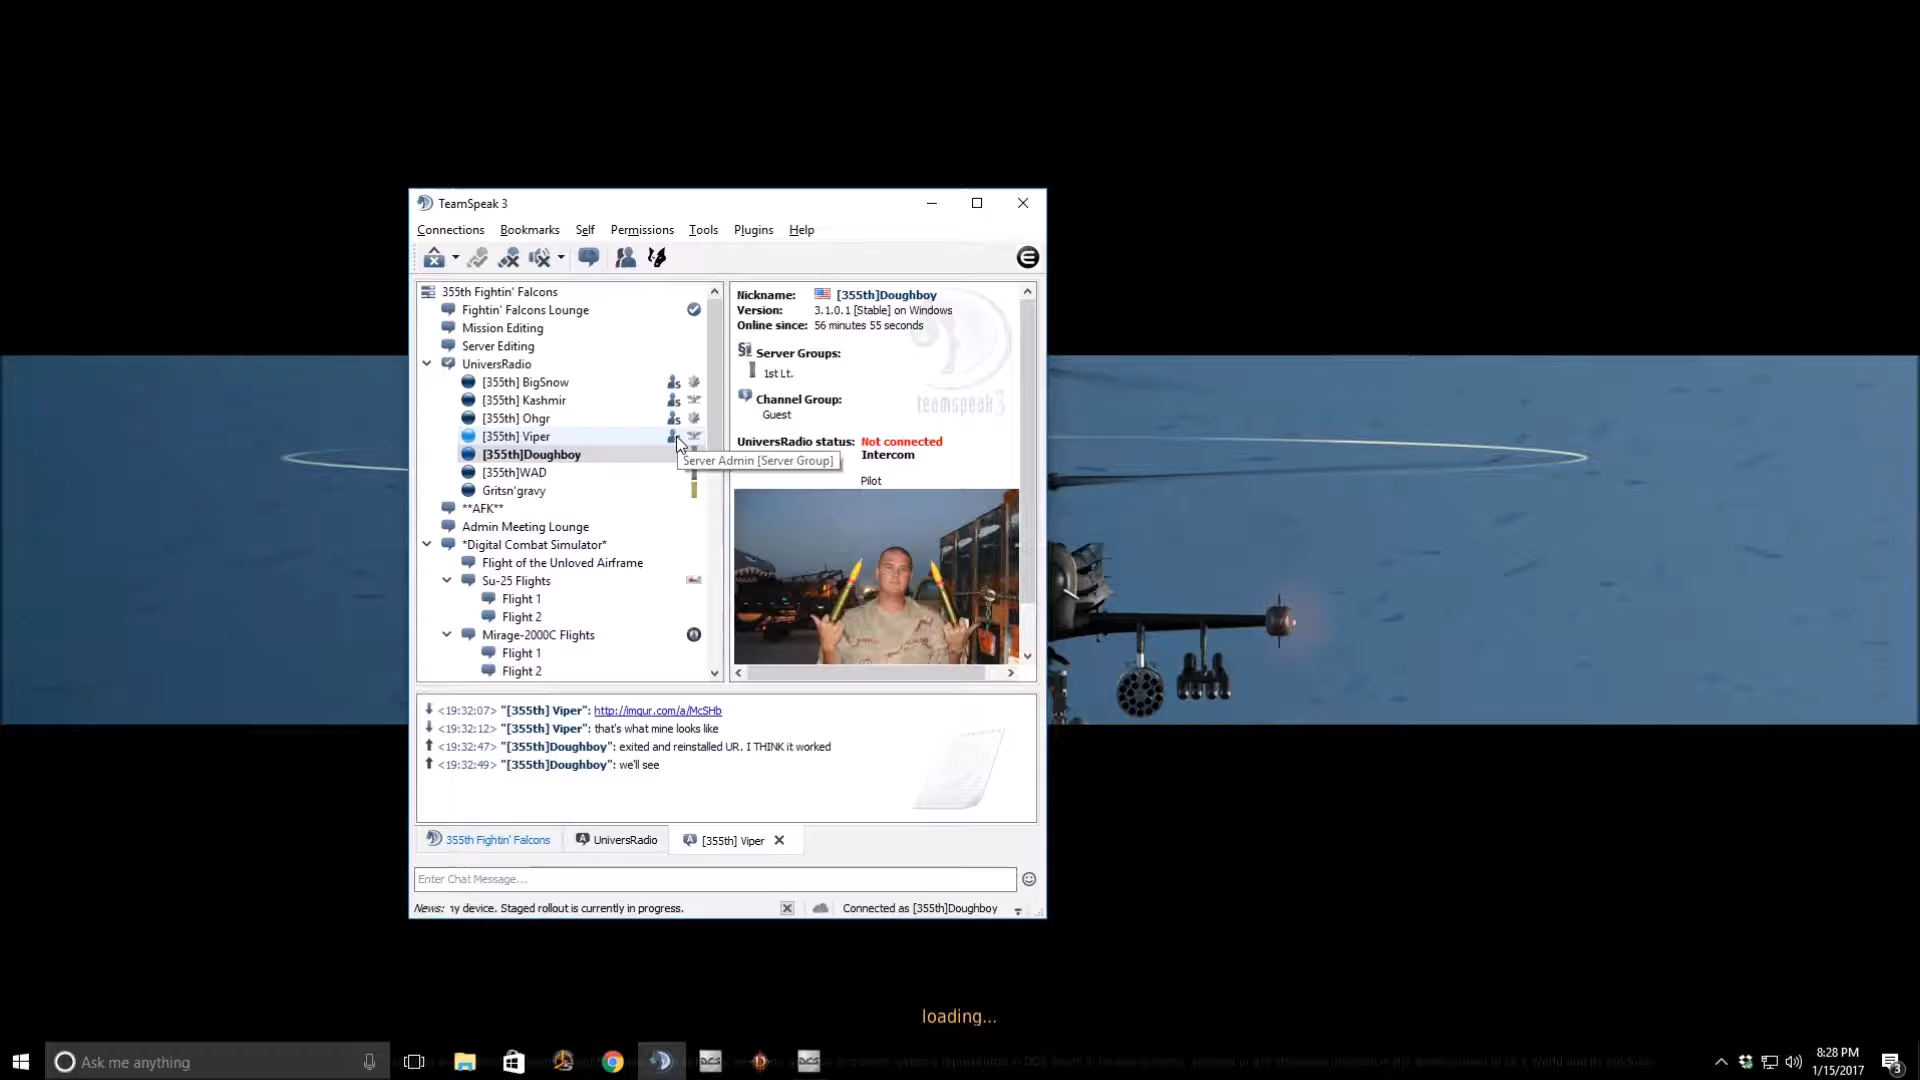 TeamSpeak 3
Connections Bookmarks Self Permissions Tools Plugins Help
355th Fightin' Falcons
Fightin' Falcons Lounge
Mission Editing
Server Editing
UniversRadio
[355th] BigSnow
[355th] Kashmir
[355th] Ohgr
[355th] Viper
[355th]Doughboy
[355th]WAD
Gritsn'gravy
**AFK**
Admin Meeting Lounge
*Digital Combat Simulator*
Flight of the Unloved Airframe
Su-25 Flights
Flight 1
Flight 2
Mirage-2000C Flights
Flight 1
Flight 2
Server Admin [Server Group]
Nickname: [355th]Doughboy
Version: 3.1.0.1 [Stable] on Windows
Online since: 56 minutes 55 seconds
Server Groups:
1st Lt.
Channel Group:
Guest
teamspeak3
UniversRadio status: Not connected
Intercom
Pilot
<19:32:07> "[355th] Viper": http://imgur.com/a/McSHb
<19:32:12> "[355th] Viper": that's what mine looks like
<19:32:47> "[355th]Doughboy": exited and reinstalled UR. I THINK it worked
<19:32:49> "[355th]Doughboy": we'll see
355th Fightin' Falcons UniversRadio [355th] Viper
Enter Chat Message...
News: ny device. Staged rollout is currently in progress. Connected as [355th]Doughboy
loading...
Ask me anything
DCS
DCS
8:28 PM
1/15/2017
3